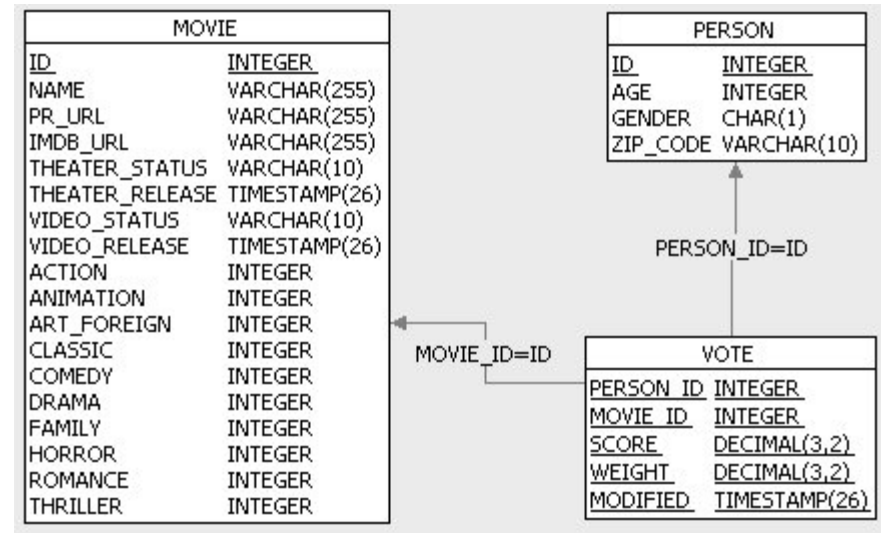 MOVIE
ID INTEGER
NAME VARCHAR(255)
PR_URL VARCHAR(255)
IMDB_URL VARCHAR(255)
THEATER_STATUS VARCHAR(10)
THEATER_RELEASE TIMESTAMP(26)
VIDEO_STATUS VARCHAR(10)
VIDEO_RELEASE TIMESTAMP(26)
ACTION INTEGER
ANIMATION INTEGER
ART_FOREIGN INTEGER
CLASSIC INTEGER
COMEDY INTEGER
DRAMA INTEGER
FAMILY INTEGER
HORROR INTEGER
ROMANCE INTEGER
THRILLER INTEGER
PERSON
ID INTEGER
AGE INTEGER
GENDER CHAR(1)
ZIP_CODE VARCHAR(10)
PERSON_ID=ID
MOVIE_ID=ID
VOTE
PERSON_ID INTEGER
MOVIE_ID INTEGER
SCORE DECIMAL(3,2)
WEIGHT DECIMAL(3,2)
MODIFIED TIMESTAMP(26)